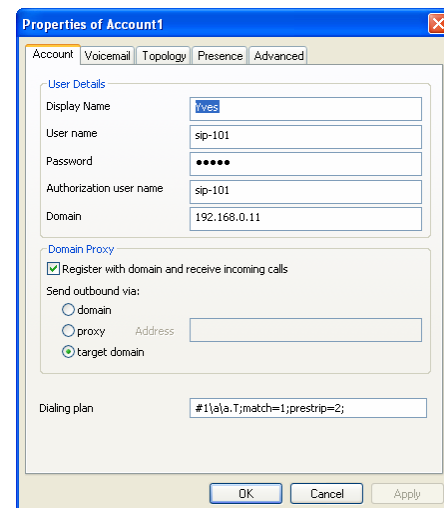 Properties of Account1
Account Voicemail Topology Presence Advanced
User Details
Display Name Yves
User name sip-101
Password •••••
Authorization user name sip-101
Domain 192.168.0.11
Domain Proxy
Register with domain and receive incoming calls
Send outbound via:
domain
proxy Address
target domain
Dialing plan #1\a\a.T;match=1;prestrip=2;
OK Cancel Apply